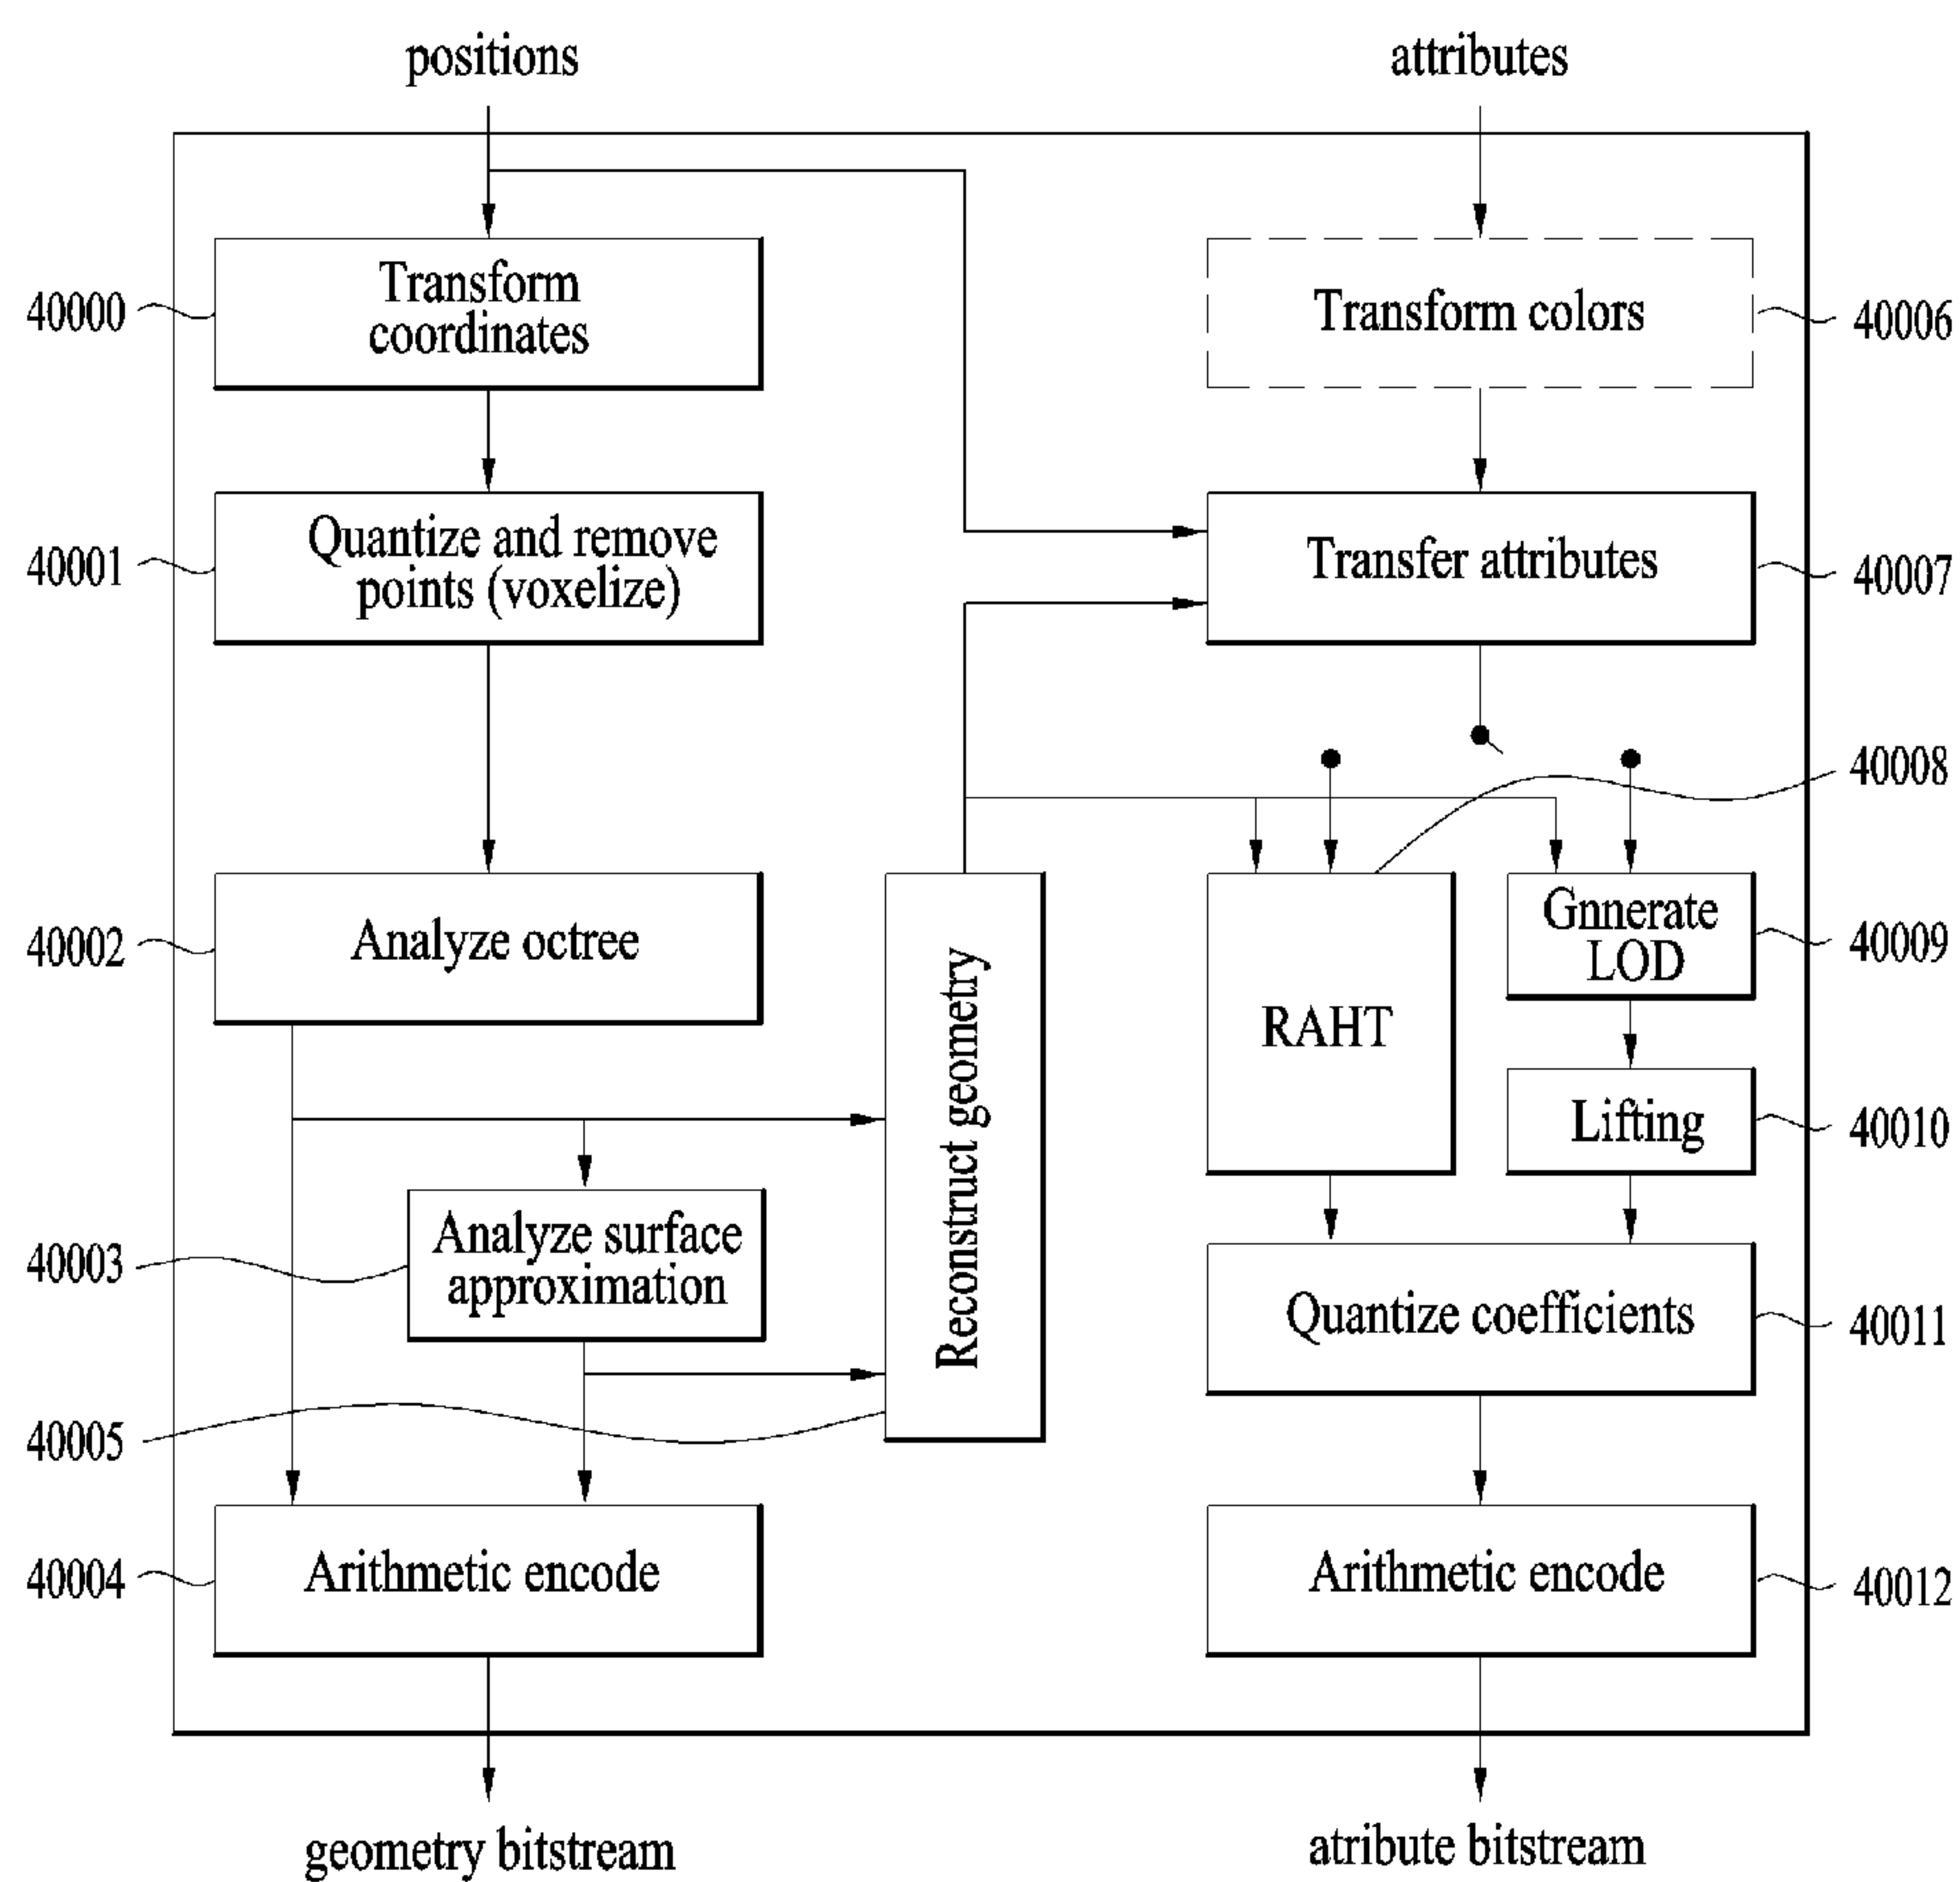 positions
attributes
Transform
coordinates
40000
Transform colors
40006
Quantize and remove
points (voxelize)
40001
Transfer attributes
40007
40008
Analyze octree
40002
Reconstruct geometry
RAHT
Gnnerate
LOD
40009
Lifting
40010
Analyze surface
approximation
40003
Quantize coefficients
40011
40005
Arithmetic encode
40004
Arithmetic encode
40012
geometry bitstream
atribute bitstream